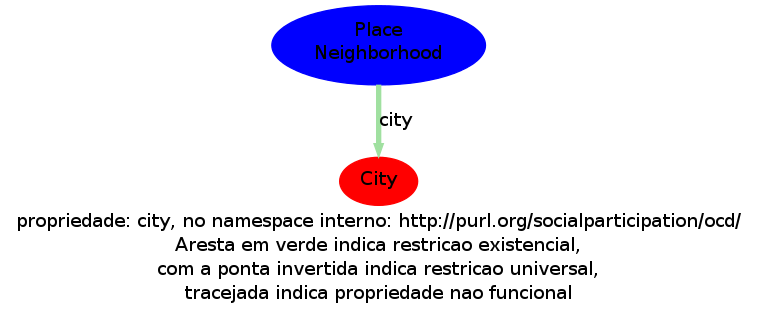 Place
Neighborhood
city
City
propriedade: city, no namespace interno: http://purl.org/socialparticipation/ocd/
Aresta em verde indica restricao existencial,
com a ponta invertida indica restricao universal,
tracejada indica propriedade nao funcional